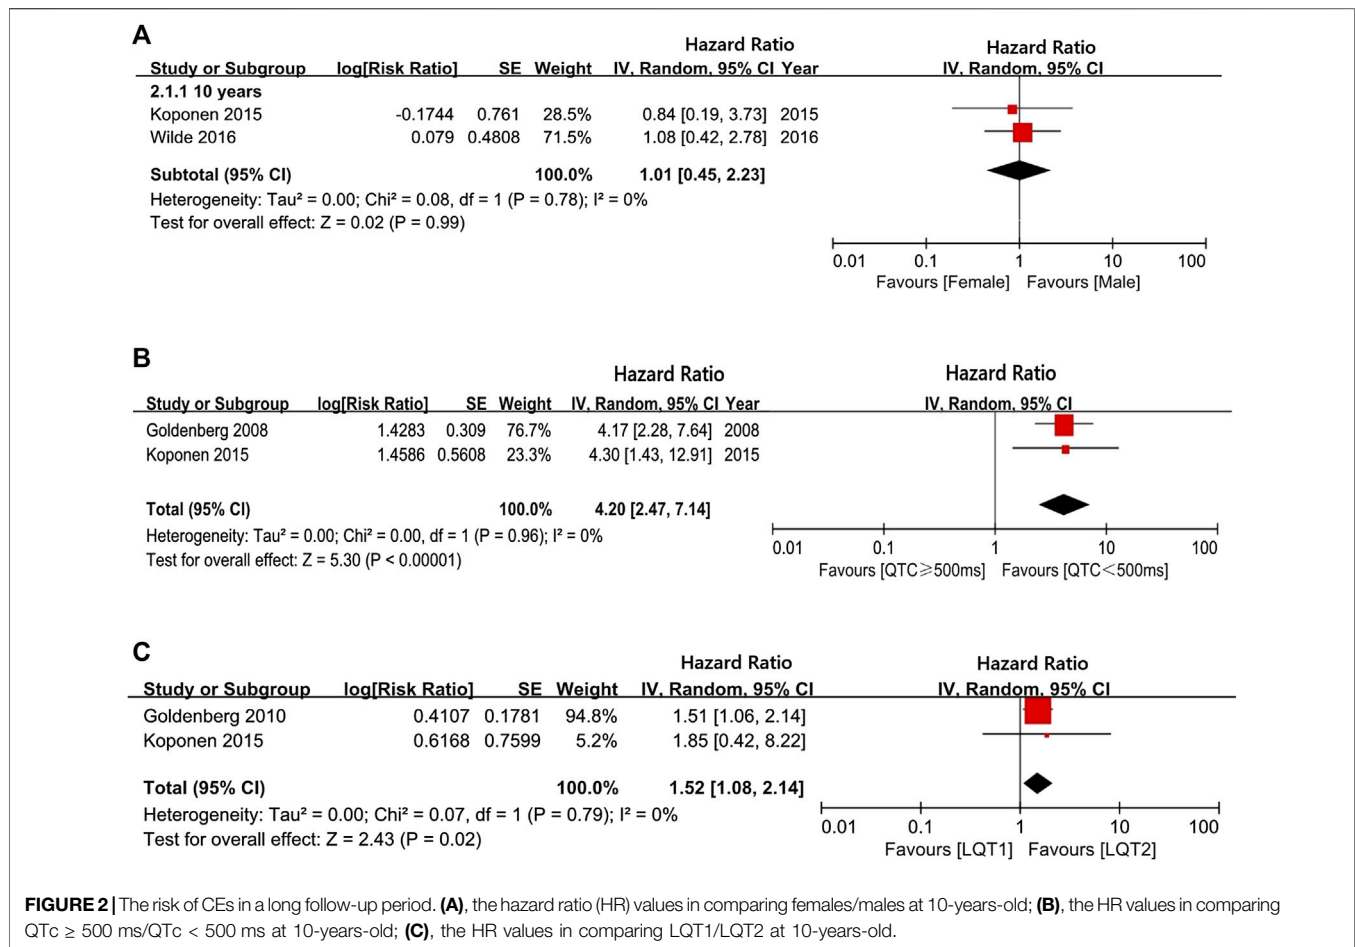 A
Hazard Ratio Hazard Ratio
Study or Subgroup log[Risk Ratio] SE Weight IV, Random, 95% CI Year IV, Random, 95% CI
2.1.1 10 years
Koponen 2015 -0.1744 0.761 28.5% 0.84 [0.19, 3.73] 2015
Wilde 2016 0.079 0.4808 71.5% 1.08 [0.42, 2.78] 2016
Subtotal (95% CI) 100.0% 1.01 [0.45, 2.23]
Heterogeneity: Tau² = 0.00; Chi² = 0.08, df = 1 (P = 0.78); I² = 0%
Test for overall effect: Z = 0.02 (P = 0.99)
0.01 0.1 1 10 100
Favours [Female] Favours [Male]
B
Hazard Ratio Hazard Ratio
Study or Subgroup log[Risk Ratio] SE Weight IV, Random, 95% CI Year IV, Random, 95% CI
Goldenberg 2008 1.4283 0.309 76.7% 4.17 [2.28, 7.64] 2008
Koponen 2015 1.4586 0.5608 23.3% 4.30 [1.43, 12.91] 2015
Total (95% CI) 100.0% 4.20 [2.47, 7.14]
Heterogeneity: Tau² = 0.00; Chi² = 0.00, df = 1 (P = 0.96); I² = 0%
Test for overall effect: Z = 5.30 (P < 0.00001)
0.01 0.1 1 10 100
Favours [QTC≥500ms] Favours [QTC<500ms]
C
Hazard Ratio Hazard Ratio
Study or Subgroup log[Risk Ratio] SE Weight IV, Random, 95% CI IV, Random, 95% CI
Goldenberg 2010 0.4107 0.1781 94.8% 1.51 [1.06, 2.14]
Koponen 2015 0.6168 0.7599 5.2% 1.85 [0.42, 8.22]
Total (95% CI) 100.0% 1.52 [1.08, 2.14]
Heterogeneity: Tau² = 0.00; Chi² = 0.07, df = 1 (P = 0.79); I² = 0%
Test for overall effect: Z = 2.43 (P = 0.02)
0.01 0.1 1 10 100
Favours [LQT1] Favours [LQT2]
FIGURE 2 | The risk of CEs in a long follow-up period. (A), the hazard ratio (HR) values in comparing females/males at 10-years-old; (B), the HR values in comparing
QTc ≥ 500 ms/QTc < 500 ms at 10-years-old; (C), the HR values in comparing LQT1/LQT2 at 10-years-old.